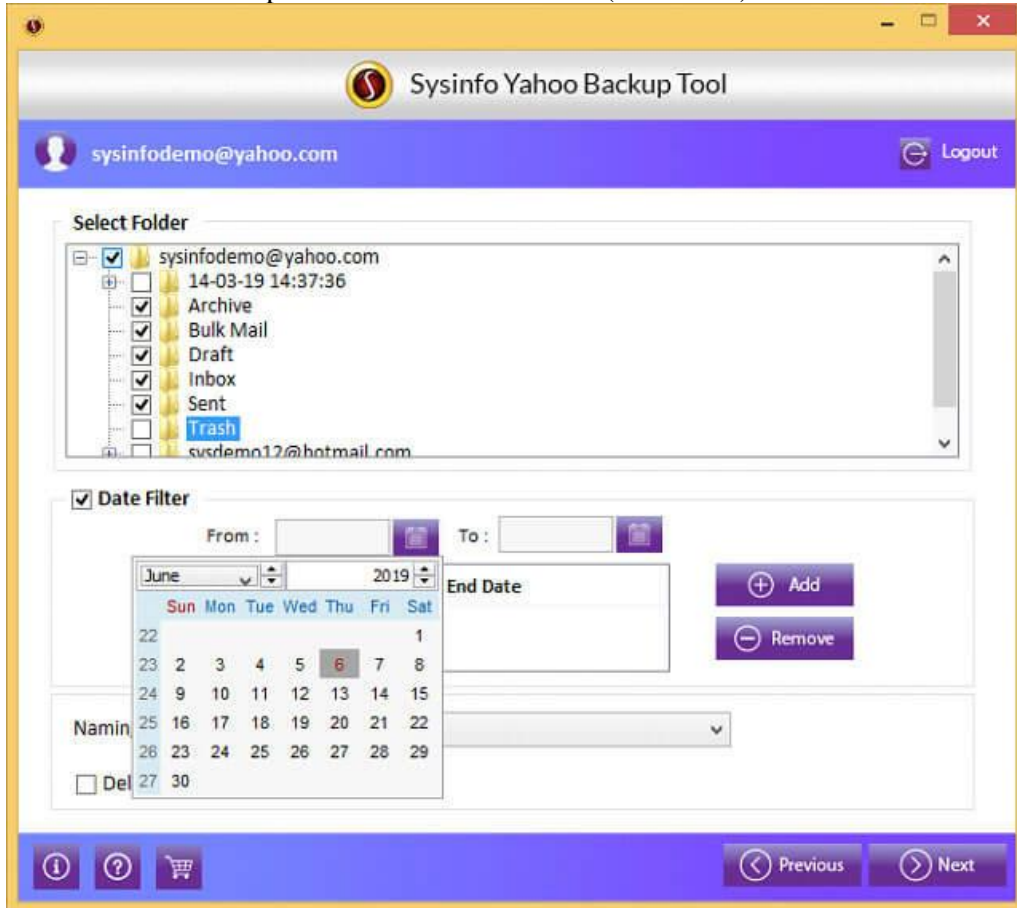 Sysinfo Yahoo Backup Tool
sysinfodemo@yahoo.com
Logout
Select Folder
sysinfodemo@yahoo.com
14-03-19 14:37:36
Archive
Bulk Mail
Draft
Inbox
Sent
Trash
sysdemo12@hotmail.com
Date Filter
From :
To :
June 2019
End Date
Add
Sun Mon Tue Wed Thu Fri Sat
22 1
Remove
23 2 3 4 5 6 7 8
24 9 10 11 12 13 14 15
Namin
25 16 17 18 19 20 21 22
26 23 24 25 26 27 28 29
Del
27 30
Previous
Next